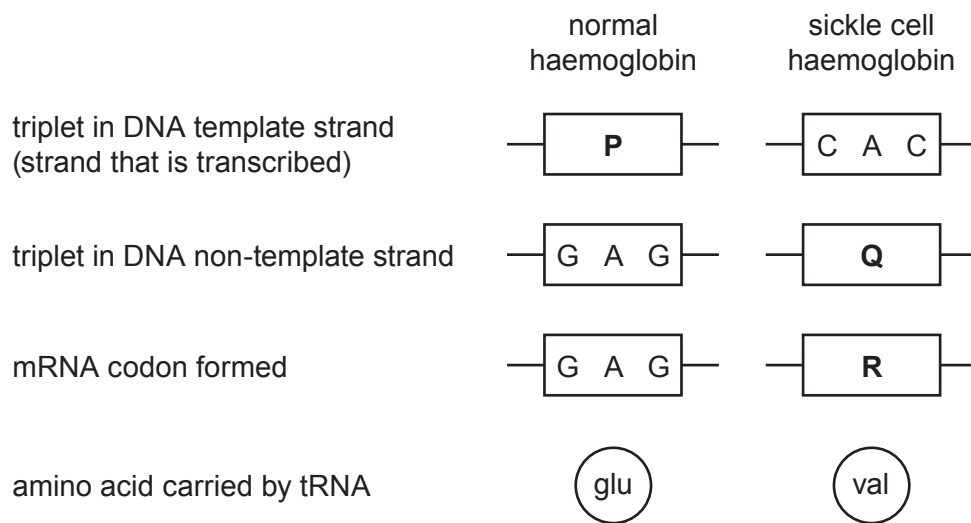 normal
haemoglobin
sickle cell
haemoglobin
triplet in DNA template strand
(strand that is transcribed)
P
C A C
triplet in DNA non-template strand
G A G
Q
mRNA codon formed
G A G
R
amino acid carried by tRNA
glu
val